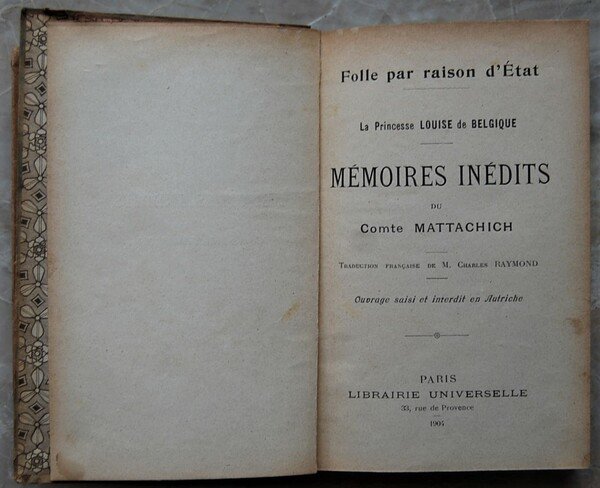 Folle par raison d'État
La Princesse LOUISE de BELGIQUE
MÉMOIRES INÉDITS
DU
Comte MATTACHICH
TRADUCTION FRANÇAISE DE M. CHARLES RAYMOND
Ouvrage saisi et interdit en Autriche
PARIS
LIBRAIRIE UNIVERSELLE
33, rue de Provence
1904